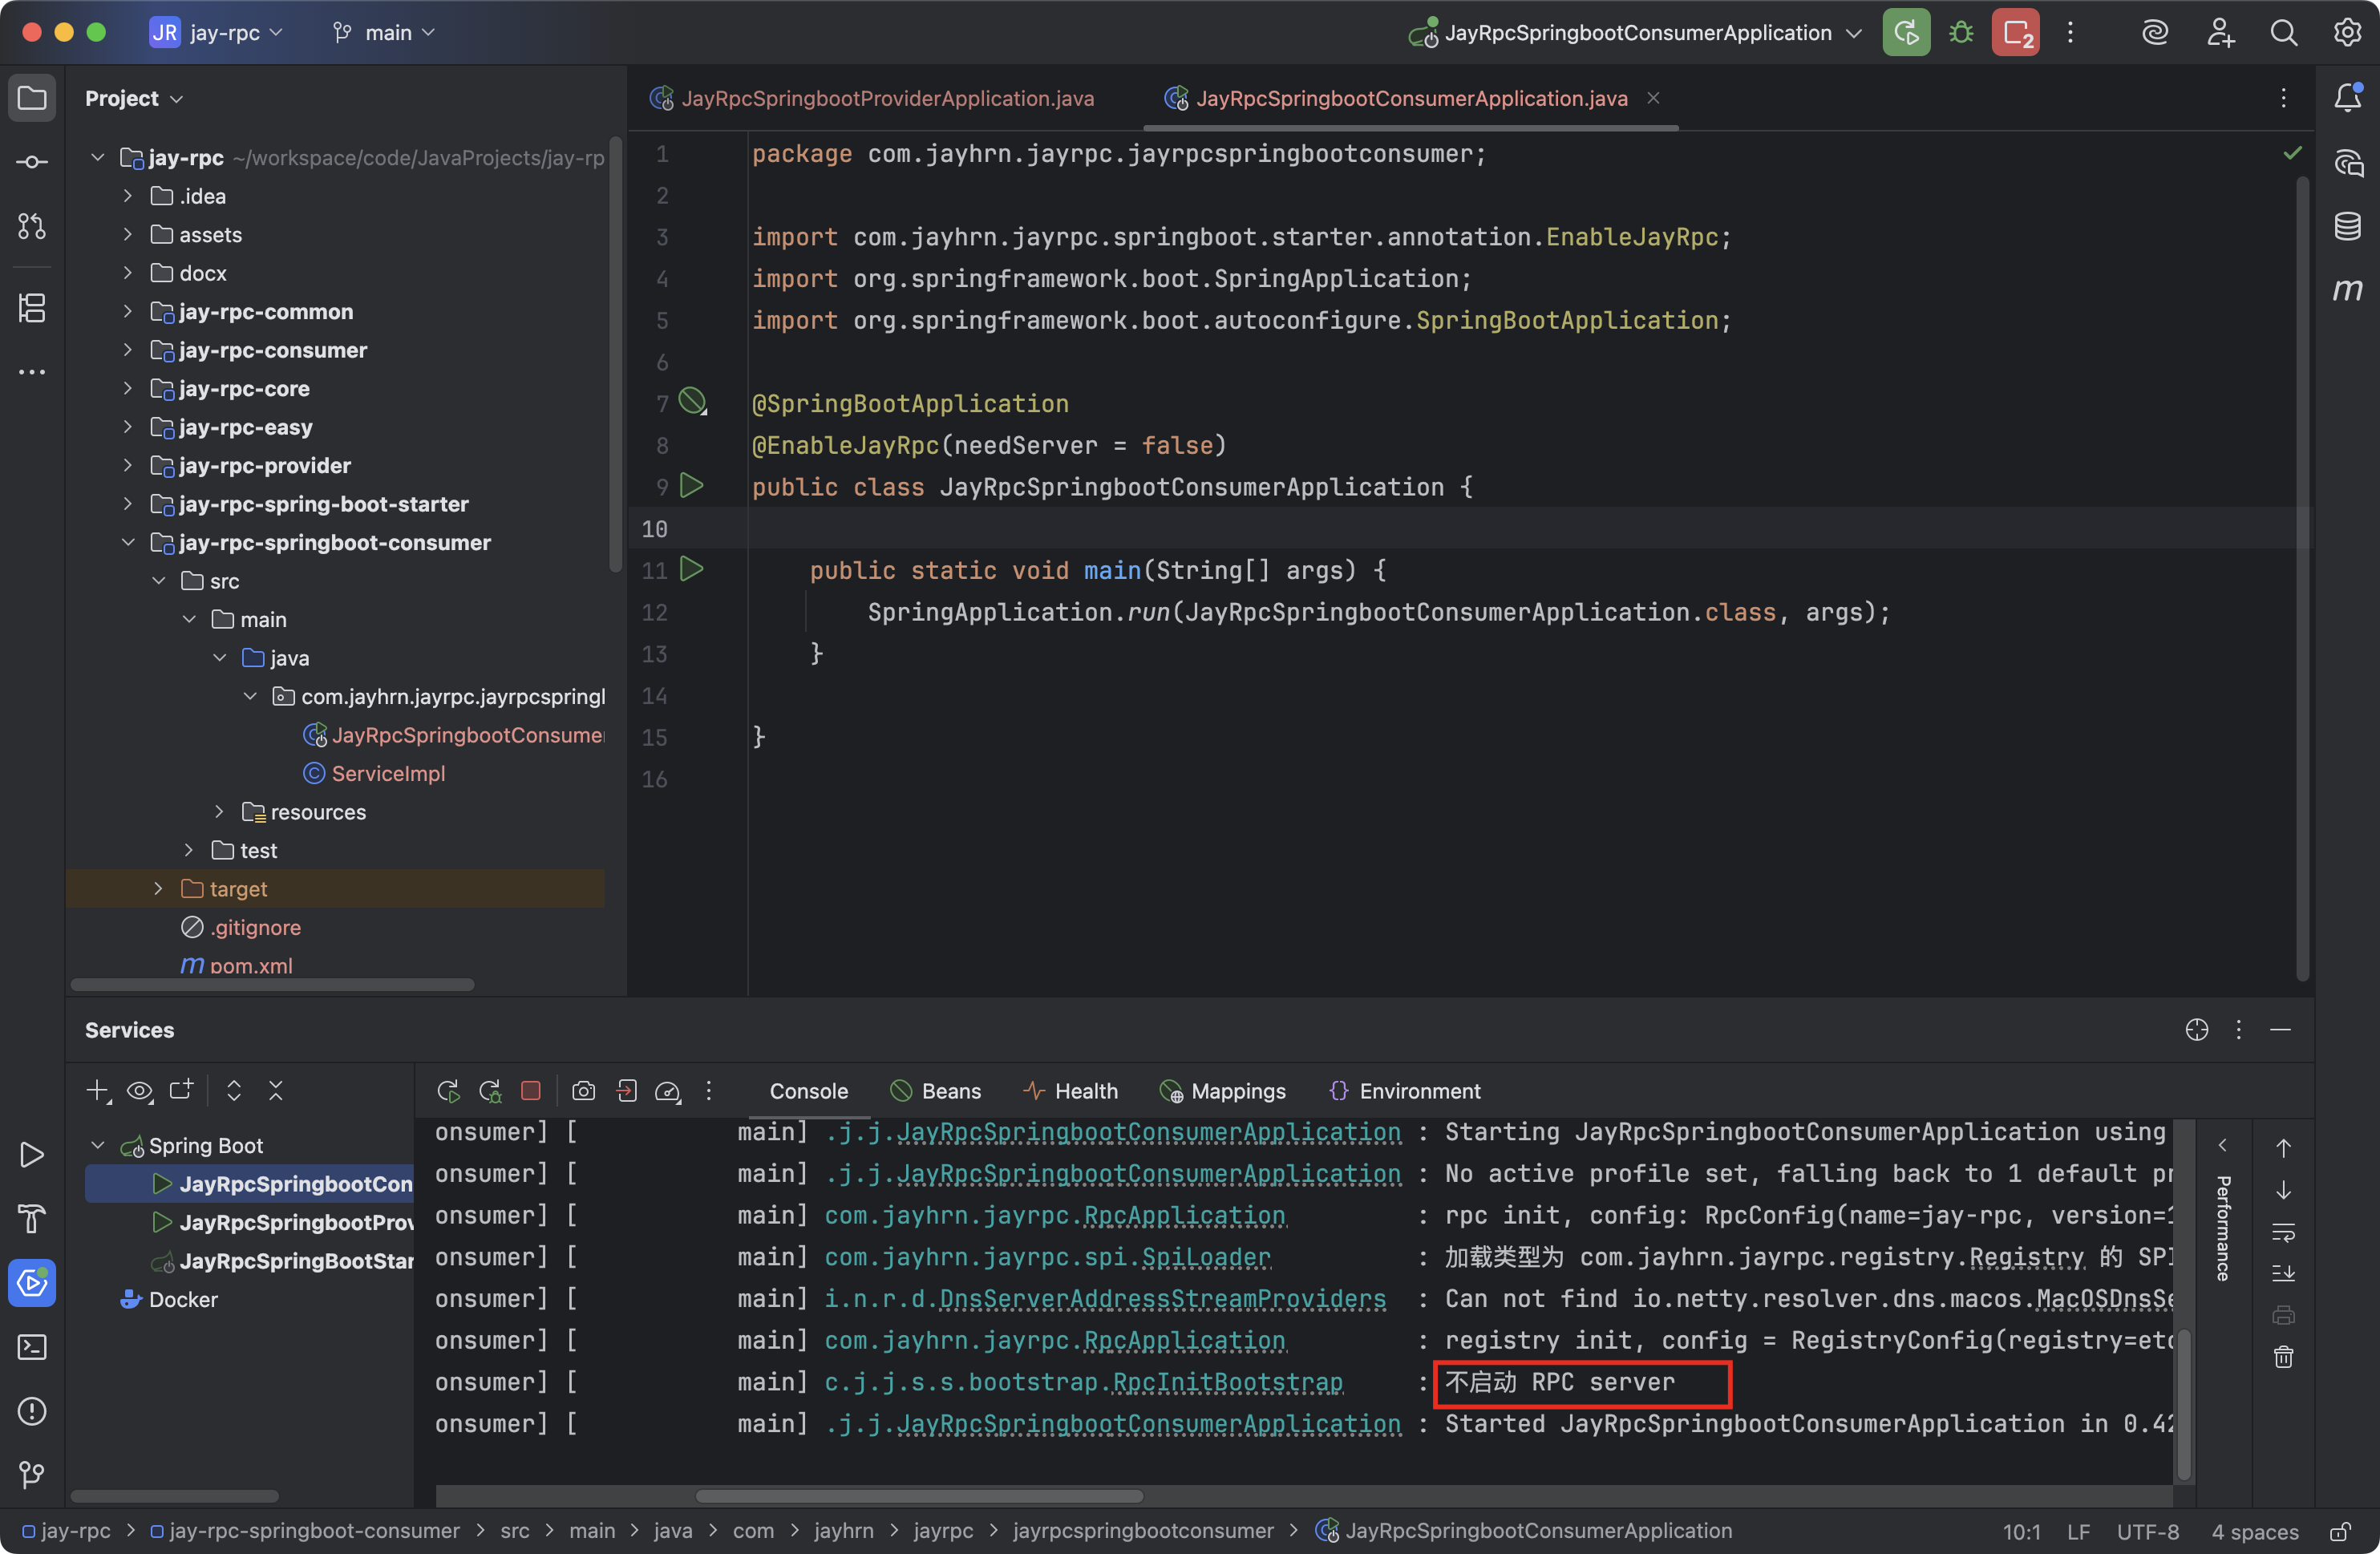 JR jay-rpc
main
JayRpcSpringbootConsumerApplication
2
Project
JayRpcSpringbootProviderApplication.java
JayRpcSpringbootConsumerApplication.java
jay-rpc ~/workspace/code/JavaProjects/jay-rp
.idea
assets
docx
jay-rpc-common
jay-rpc-consumer
jay-rpc-core
jay-rpc-easy
jay-rpc-provider
jay-rpc-spring-boot-starter
jay-rpc-springboot-consumer
src
main
java
com.jayhrn.jayrpc.jayrpcspringl
JayRpcSpringbootConsume
ServiceImpl
resources
test
target
.gitignore
pom.xml
1 package com.jayhrn.jayrpc.jayrpcspringbootconsumer;
2
3 import com.jayhrn.jayrpc.springboot.starter.annotation.EnableJayRpc;
4 import org.springframework.boot.SpringApplication;
5 import org.springframework.boot.autoconfigure.SpringBootApplication;
6
7 @SpringBootApplication
8 @EnableJayRpc(needServer = false)
9 public class JayRpcSpringbootConsumerApplication {
10
11 public static void main(String[] args) {
12 SpringApplication.run(JayRpcSpringbootConsumerApplication.class, args);
13 }
14
15 }
16
Services
Console
Beans
Health
Mappings
Environment
Spring Boot
JayRpcSpringbootCon
JayRpcSpringbootProv
JayRpcSpringBootStar
Docker
onsumer] [ main] .j.j.JayRpcSpringbootConsumerApplication : Starting JayRpcSpringbootConsumerApplication using
onsumer] [ main] .j.j.JayRpcSpringbootConsumerApplication : No active profile set, falling back to 1 default pr
onsumer] [ main] com.jayhrn.jayrpc.RpcApplication : rpc init, config: RpcConfig(name=jay-rpc, version=1
onsumer] [ main] com.jayhrn.jayrpc.spi.SpiLoader : 加载类型为 com.jayhrn.jayrpc.registry.Registry 的 SPI
onsumer] [ main] i.n.r.d.DnsServerAddressStreamProviders : Can not find io.netty.resolver.dns.macos.MacOSDnsSe
onsumer] [ main] com.jayhrn.jayrpc.RpcApplication : registry init, config = RegistryConfig(registry=etc
onsumer] [ main] c.j.j.s.s.bootstrap.RpcInitBootstrap : 不启动 RPC server
onsumer] [ main] .j.j.JayRpcSpringbootConsumerApplication : Started JayRpcSpringbootConsumerApplication in 0.42
Performance
jay-rpc > jay-rpc-springboot-consumer > src > main > java > com > jayhrn > jayrpc > jayrpcspringbootconsumer > JayRpcSpringbootConsumerApplication
10:1 LF UTF-8 4 spaces